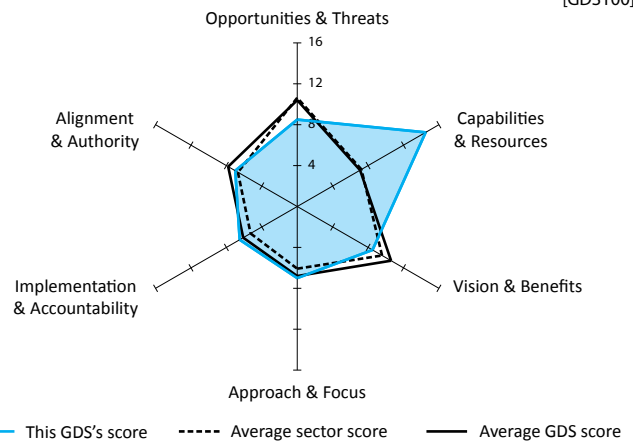 [GDS100]
Opportunities & Threats
16
12
8
4
Alignment
& Authority
Capabilities
& Resources
Implementation
& Accountability
Vision & Benefits
Approach & Focus
This GDS's score
Average sector score
Average GDS score